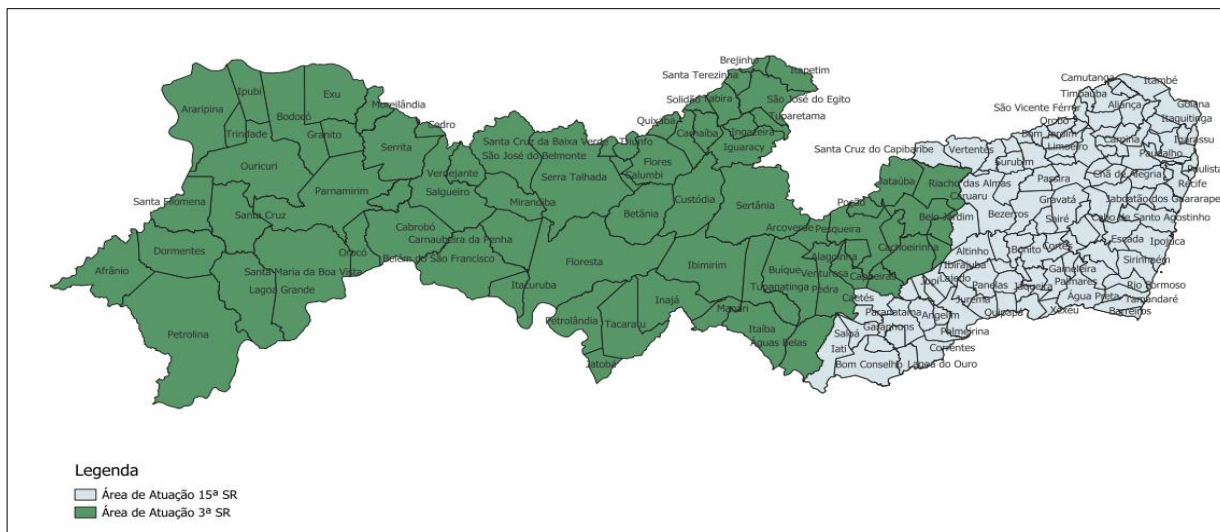 Brejinho
Itapetim
Santa Terezinha
Solidão
Tabira
São José do Egito
Tuparetama
Quixaba
Carnaíba
Ingazeira
Iguaracy
Camutanga
Itambé
Timbaúba
Aliança
Goiana
São Vicente Férrer
Itaquitinga
Orobó
Bom Jardim
Limoeiro
Carpina
Igarassu
Paudalho
Araripina
Ipubi
Bodocó
Exu
Moreilândia
Trindade
Granito
Cedro
Serrita
Santa Cruz da Baixa Verde
Triunfo
São José do Belmonte
Flores
Calumbi
Santa Cruz do Capibaribe
Vertentes
Surubim
Chã de Alegria
Paulista
Recife
Ouricuri
Verdejante
Serra Talhada
Jataúba
Riacho das Almas
Passira
Caruaru
Gravatá
Jaboatão dos Guararapes
Parnamirim
Salgueiro
Mirandiba
Betânia
Custódia
Sertânia
Poção
Santa Filomena
Santa Cruz
Belo Jardim
Bezerros
Sairé
Cabo de Santo Agostinho
Cabrobó
Carnaubeira da Penha
Arcoverde
Pesqueira
Dormentes
Orocó
Belém do São Francisco
Floresta
Cachoeirinha
Altinho
Bonito
Cortês
Escada
Ipojuca
Afrânio
Santa Maria da Boa Vista
Ibimirim
Buíque
Alagoinha
Venturosa
Capoeiras
Ibirajuba
Lajedo
Gameleira
Sirinhaém
Lagoa Grande
Itacuruba
Tupanatinga
Pedra
Jupi
Panelas
Jaqueira
Palmares
Rio Formoso
Petrolina
Petrolândia
Tacaratu
Inajá
Manari
Caetés
Jurema
Quipapá
Xexéu
Água Preta
Tamandaré
Barreiros
Paranatama
Angelim
Itaíba
Águas Belas
Saloá
Garanhuns
Palmeirina
Iati
Correntes
Jatobá
Bom Conselho
Lagoa do Ouro
Legenda
Área de Atuação 15ª SR
Área de Atuação 3ª SR